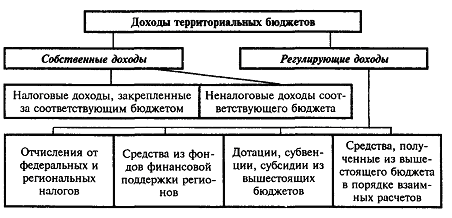 Доходы территориальных бюджетов
Собственные доходы
Регулирующие доходы
Налоговые доходы, закрепленные
за соответствующим бюджетом
Неналоговые доходы соот-
ветствующего бюджета
Отчисления от
федеральных и
региональных
налогов
Средства из фон-
дов финансовой
поддержки регио-
нов
Дотации, субвен-
ции, субсидии из
вышестоящих
бюджетов
Средства, полу-
ченные из выше-
стоящего бюджета
в порядке взаим-
ных расчетов